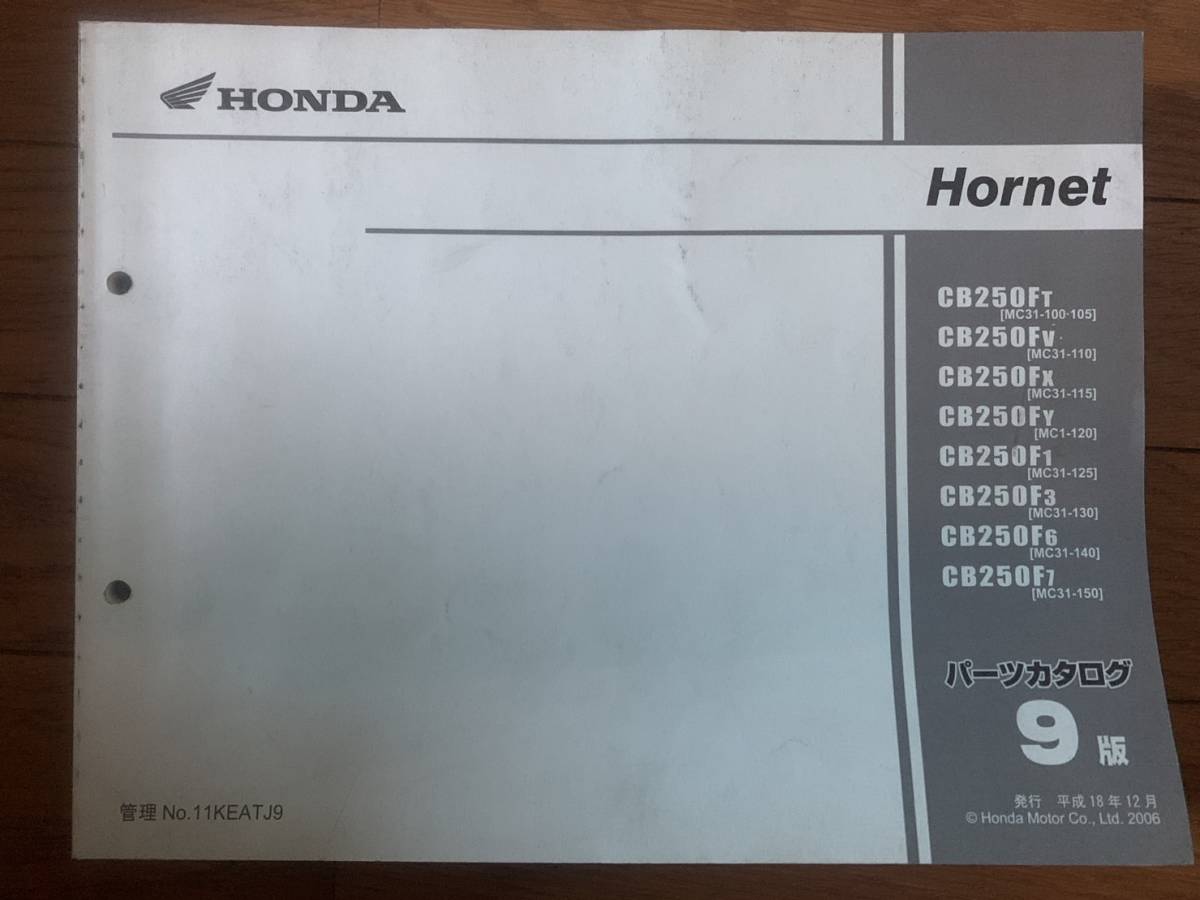 HONDA
Hornet
CB250FT
[MC31-100·105]
CB250FV
[MC31-110]
CB250FX
[MC31-115]
CB250FY
[MC1-120]
CB250F1
[MC31-125]
CB250F3
[MC31-130]
CB250F6
[MC31-140]
CB250F7
[MC31-150]
パーツカタログ
9版
発行 平成18年12月
© Honda Motor Co., Ltd. 2006
管理 No.11KEATJ9